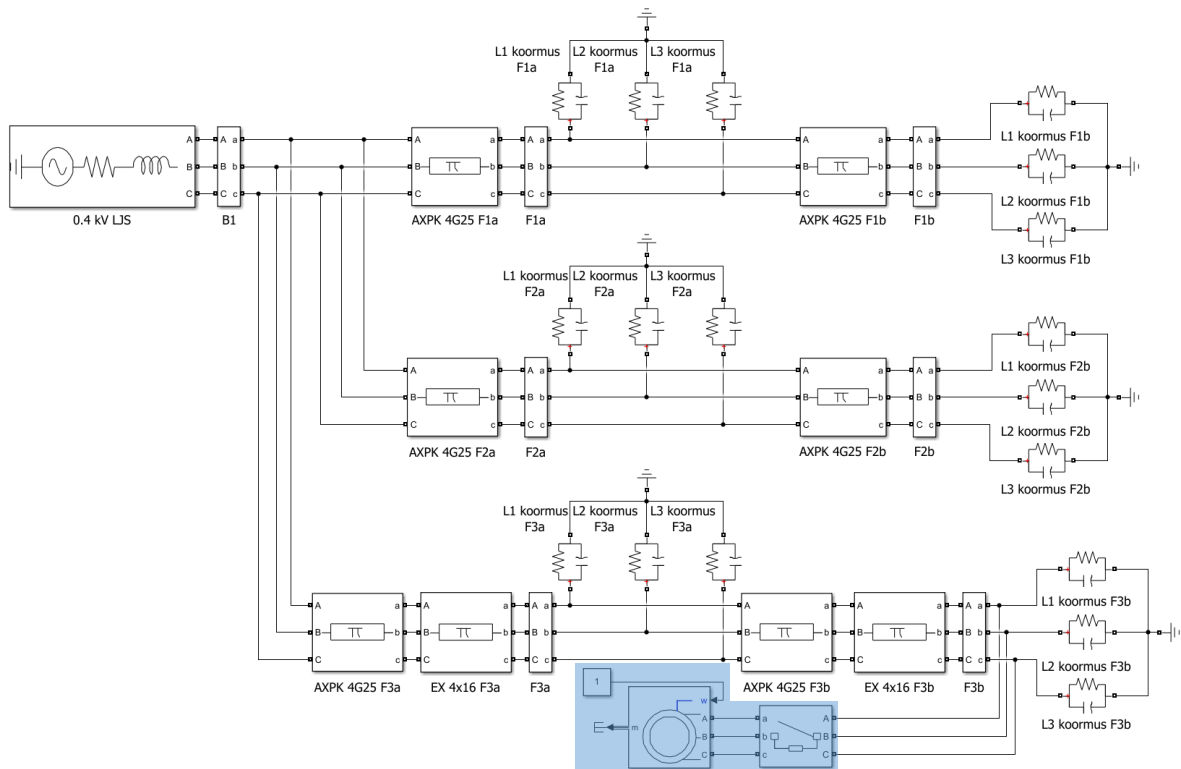 L1 koormus L2 koormus L3 koormus
F1a F1a F1a
A A a A a a A A a A a
B B b B b B b B b B b
C C c C c c C C c C c
0.4 kV LJS
B1
AXPK 4G25 F1a
F1a
AXPK 4G25 F1b
F1b
L1 koormus F1b
L2 koormus F1b
L3 koormus F1b
L1 koormus L2 koormus L3 koormus
F2a F2a F2a
A a A a A a A a
B b B b B b B b
C c C c C c C c
AXPK 4G25 F2a
F2a
AXPK 4G25 F2b
F2b
L1 koormus F2b
L2 koormus F2b
L3 koormus F2b
L1 koormus L2 koormus L3 koormus
F3a F3a F3a
A a A a A a A a A a A a
B b B b B b B b B b B b
C c C c C c C c C c C c
AXPK 4G25 F3a
EX 4x16 F3a
F3a
AXPK 4G25 F3b
EX 4x16 F3b
F3b
L1 koormus F3b
L2 koormus F3b
L3 koormus F3b
1
w
m
A a A
B b B
C c C